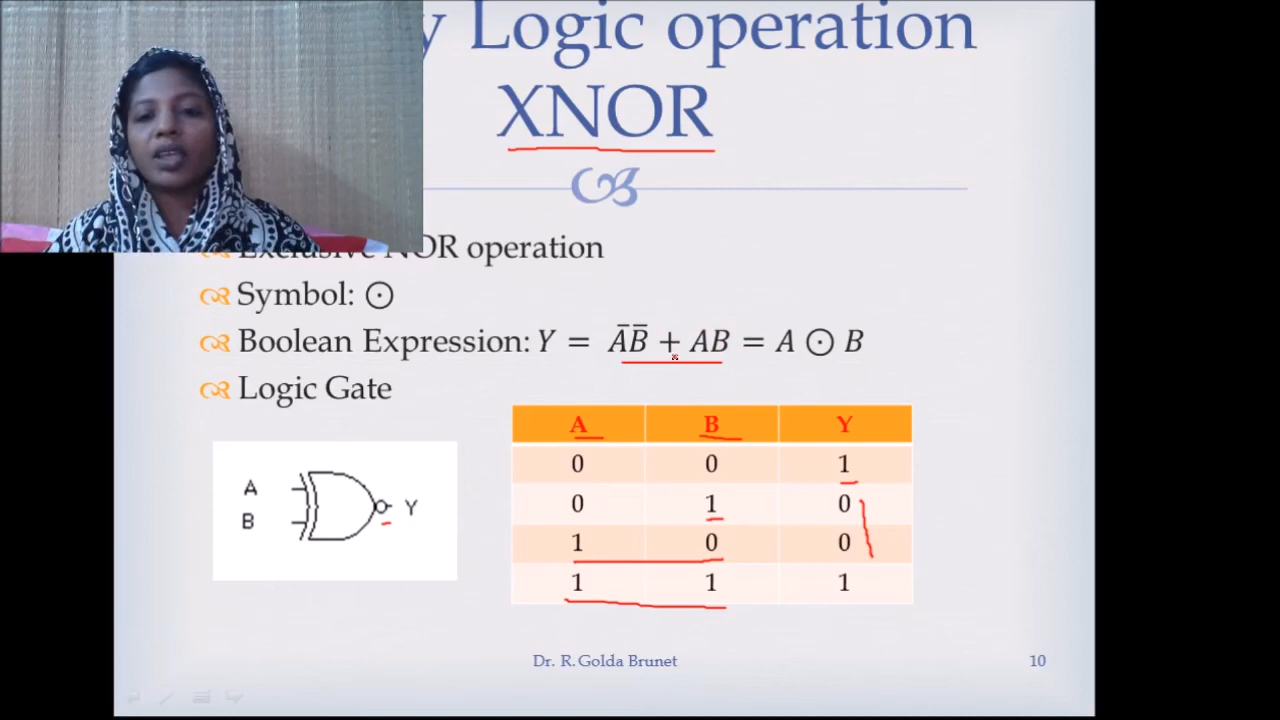 y Logic operation
XNOR
Exclusive NOR operation
Symbol: ⊙
Boolean Expression: Y = A̅B̅ + AB = A ⊙ B
Logic Gate
A B Y
0 0 1
0 1 0
1 0 0
1 1 1
A
B
Y
Dr. R. Golda Brunet
10